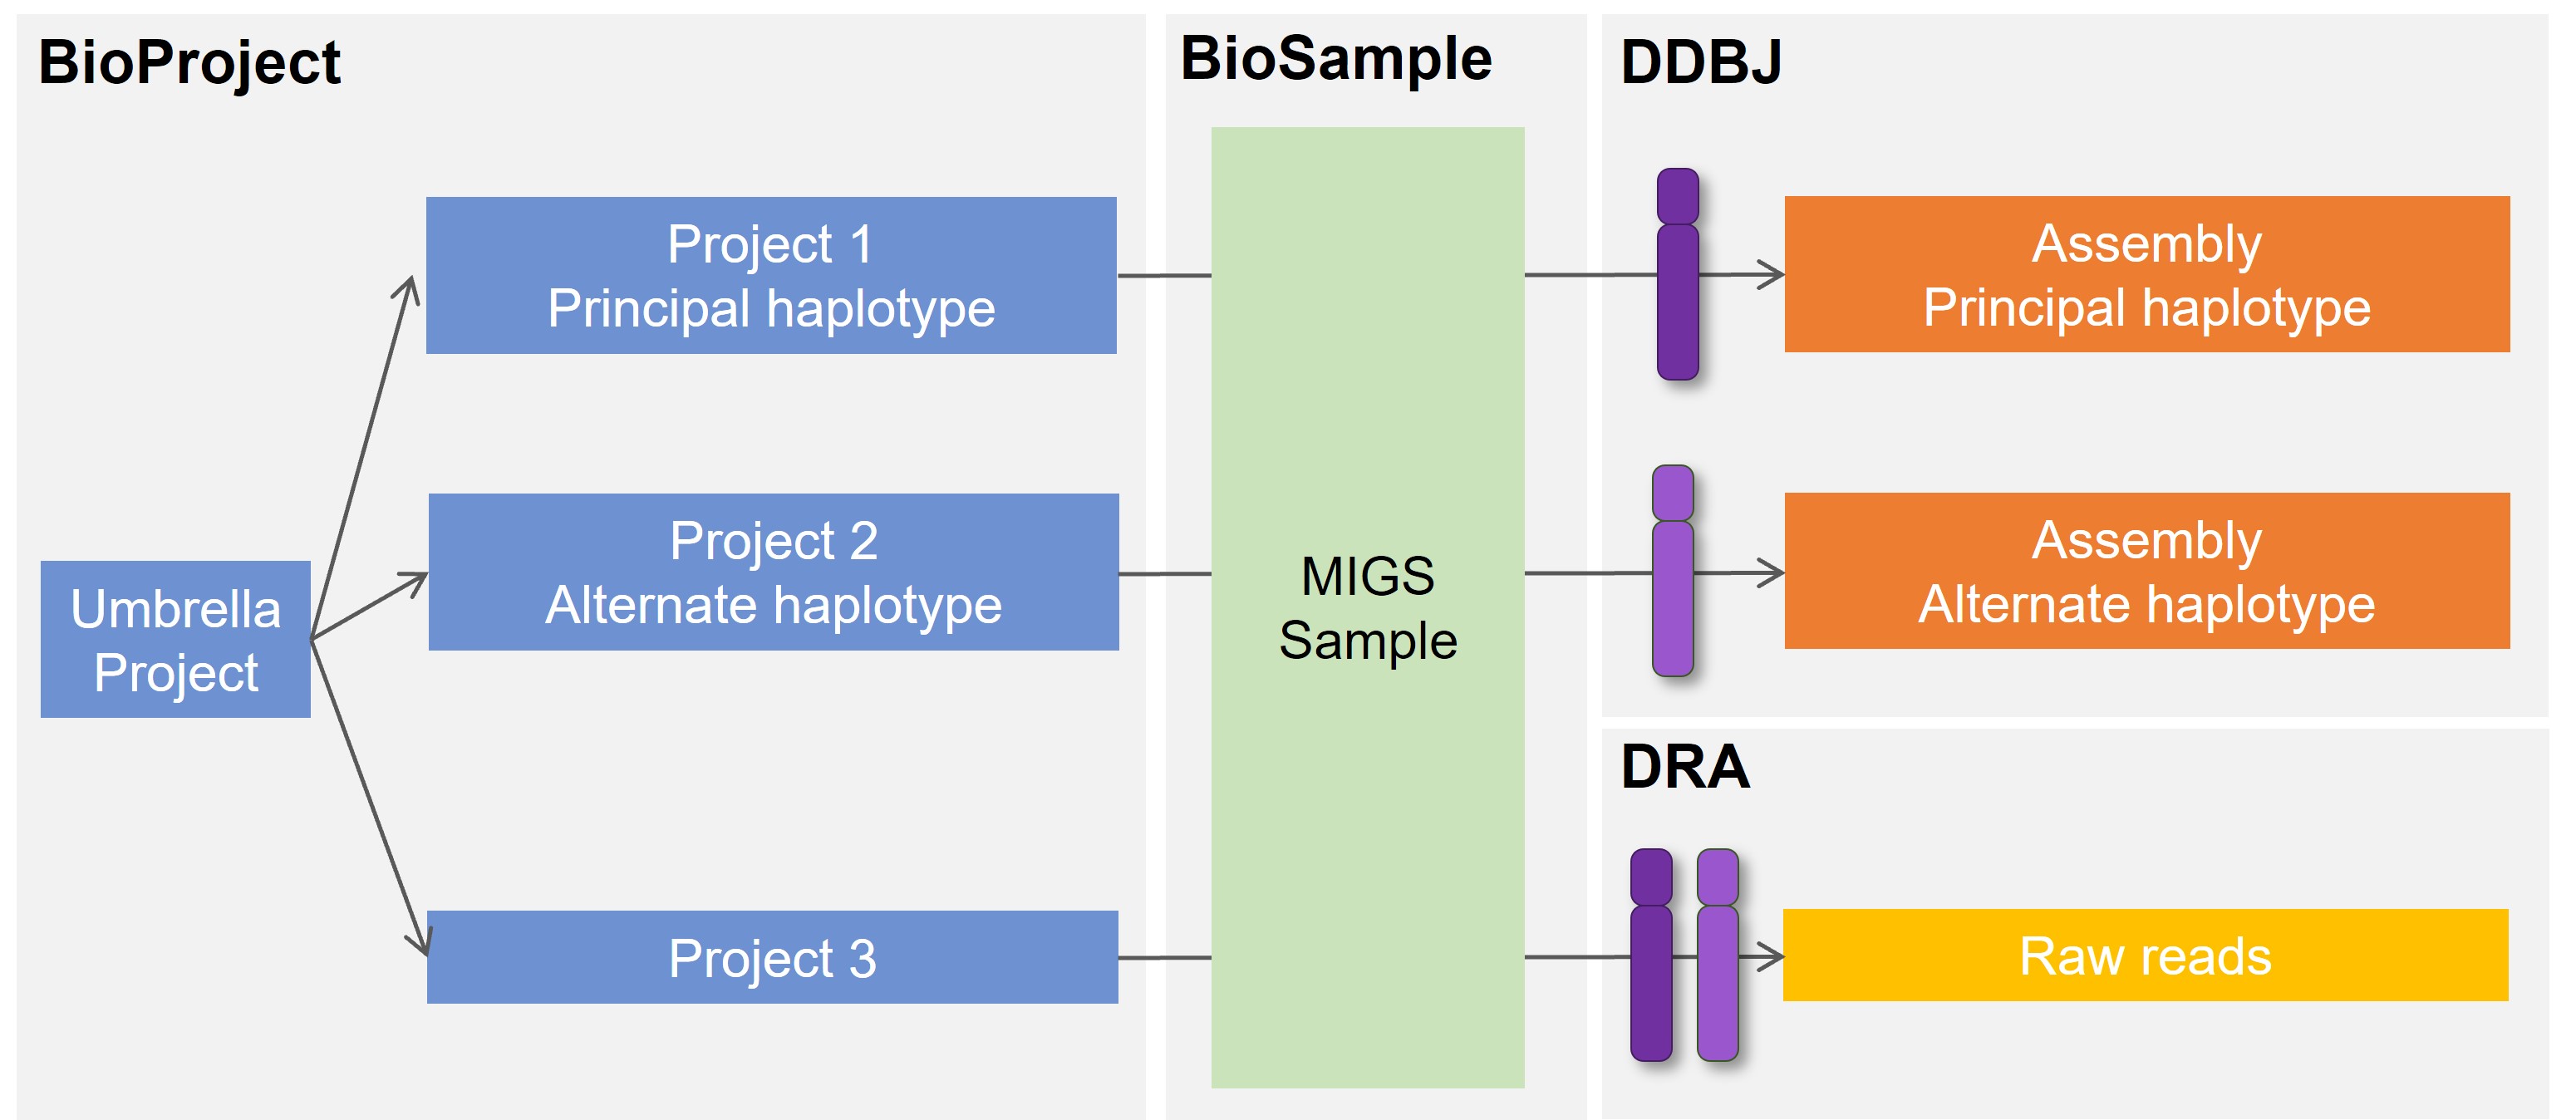 BioProject
BioSample
DDBJ
Project 1
Principal haplotype
Assembly
Principal haplotype
Project 2
Alternate haplotype
Assembly
Alternate haplotype
Umbrella
Project
MIGS
Sample
DRA
Project 3
Raw reads